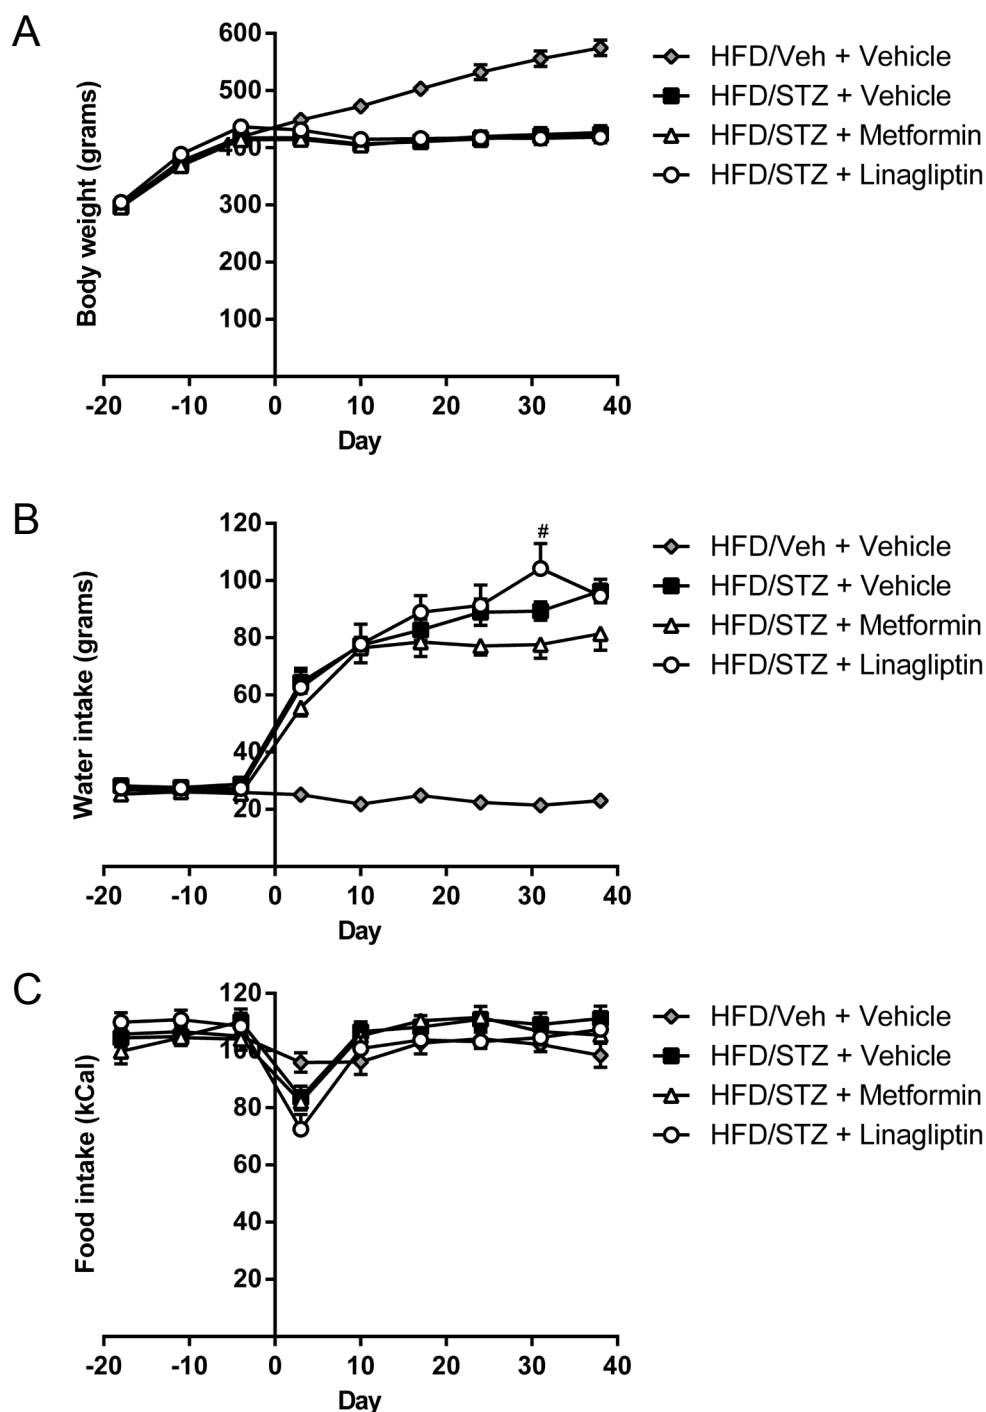 A
600
500
400
300
200
100
Body weight (grams)
-20 -10 0 10 20 30 40
Day
HFD/Veh + Vehicle
HFD/STZ + Vehicle
HFD/STZ + Metformin
HFD/STZ + Linagliptin
B
120
100
80
60
40
20
Water intake (grams)
#
-20 -10 0 10 20 30 40
Day
HFD/Veh + Vehicle
HFD/STZ + Vehicle
HFD/STZ + Metformin
HFD/STZ + Linagliptin
C
120
100
80
60
40
20
Food intake (kCal)
-20 -10 0 10 20 30 40
Day
HFD/Veh + Vehicle
HFD/STZ + Vehicle
HFD/STZ + Metformin
HFD/STZ + Linagliptin